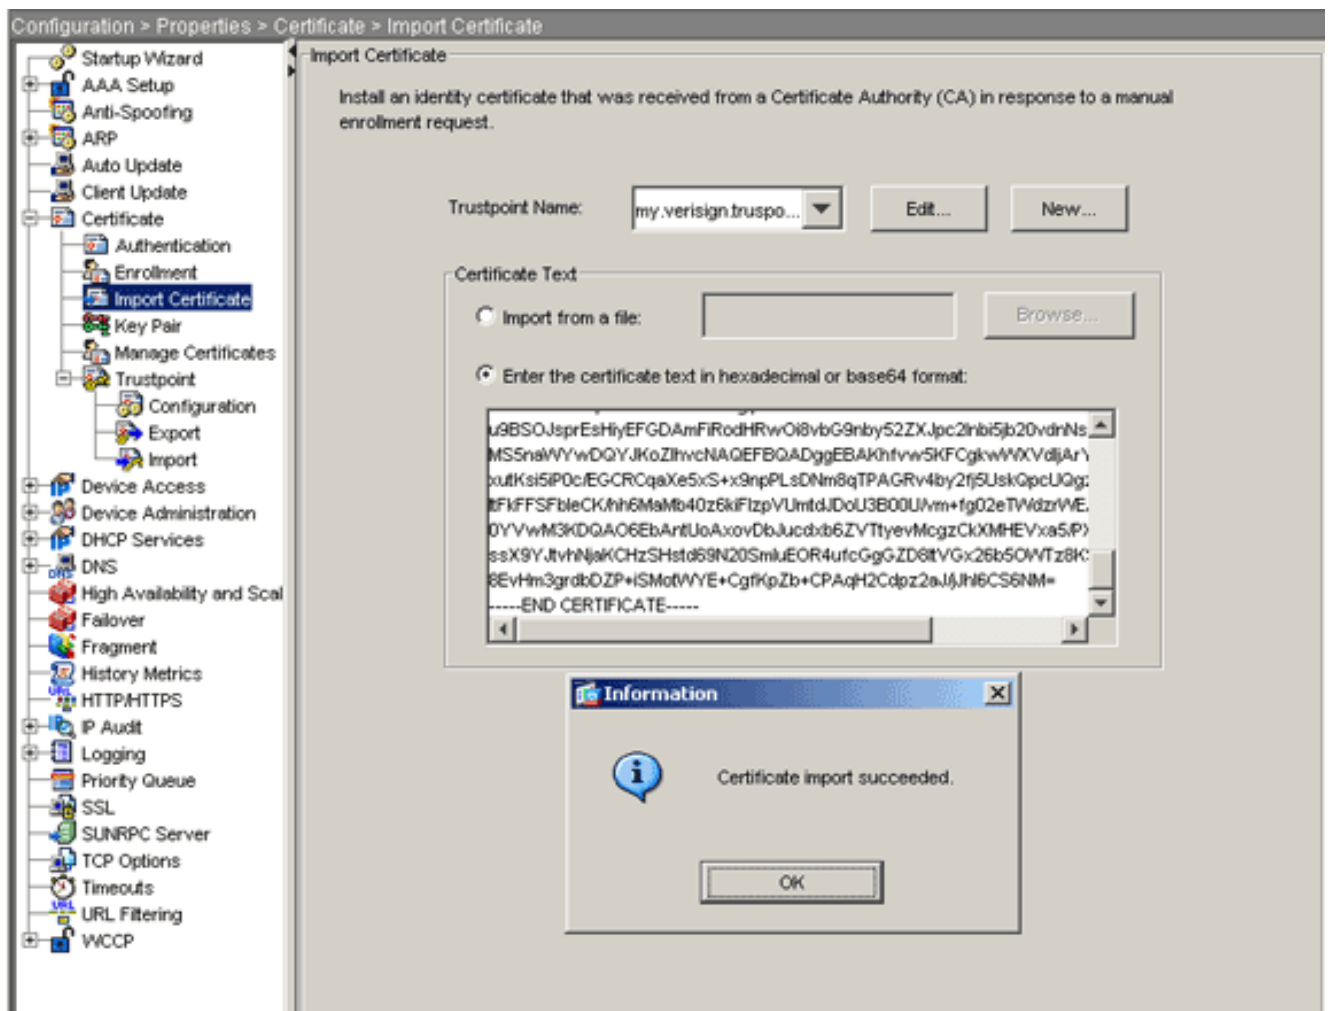 Configuration > Properties > Certificate > Import Certificate
Startup Wizard
AAA Setup
Anti-Spoofing
ARP
Auto Update
Client Update
Certificate
Authentication
Enrollment
Import Certificate
Key Pair
Manage Certificates
Trustpoint
Configuration
Export
Import
Device Access
Device Administration
DHCP Services
DNS
High Availability and Scal
Failover
Fragment
History Metrics
HTTP/HTTPS
IP Audit
Logging
Priority Queue
SSL
SUNRPC Server
TCP Options
Timeouts
URL Filtering
WCCP
Import Certificate
Install an identity certificate that was received from a Certificate Authority (CA) in response to a manual
enrollment request.
Trustpoint Name:
my.verisign.truspo...
Edit...
New...
Certificate Text
Import from a file:
Browse...
Enter the certificate text in hexadecimal or base64 format:
-----END CERTIFICATE-----
Information
Certificate import succeeded.
OK